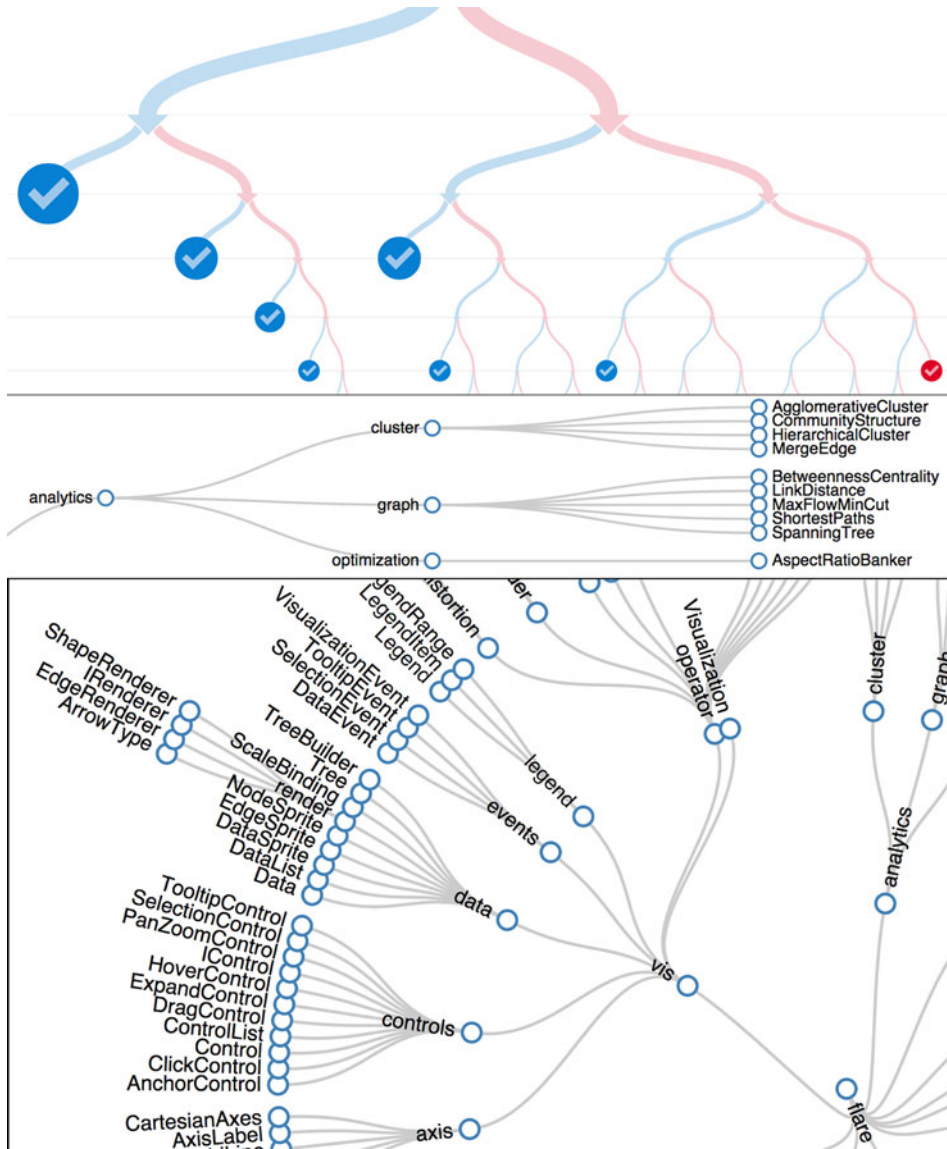 cluster
AgglomerativeCluster
CommunityStructure
HierarchicalCluster
MergeEdge
analytics
graph
BetweennessCentrality
LinkDistance
MaxFlowMinCut
ShortestPaths
SpanningTree
optimization
AspectRatioBanker
LegendItem
Legend
VisualizationEvent
TooltipEvent
SelectionEvent
DataEvent
Visualization
operator
cluster
graph
ShapeRenderer
IRenderer
EdgeRenderer
ArrowType
TreeBuilder
Tree
ScaleBinding
render
NodeSprite
EdgeSprite
DataSprite
DataList
Data
legend
events
data
analytics
vis
TooltipControl
SelectionControl
PanZoomControl
IControl
HoverControl
ExpandControl
DragControl
ControlList
Control
ClickControl
AnchorControl
controls
flare
CartesianAxes
AxisLabel
axis